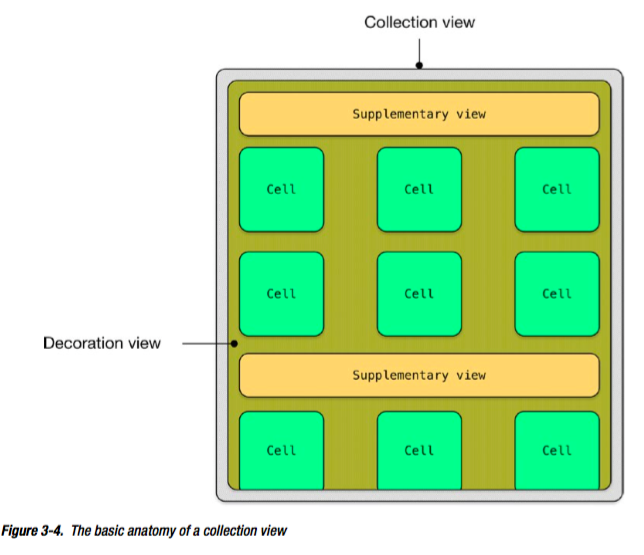 Collection view
Supplementary view
Cell Cell Cell
Cell Cell Cell
Decoration view
Supplementary view
Cell Cell Cell
Figure 3-4. The basic anatomy of a collection view